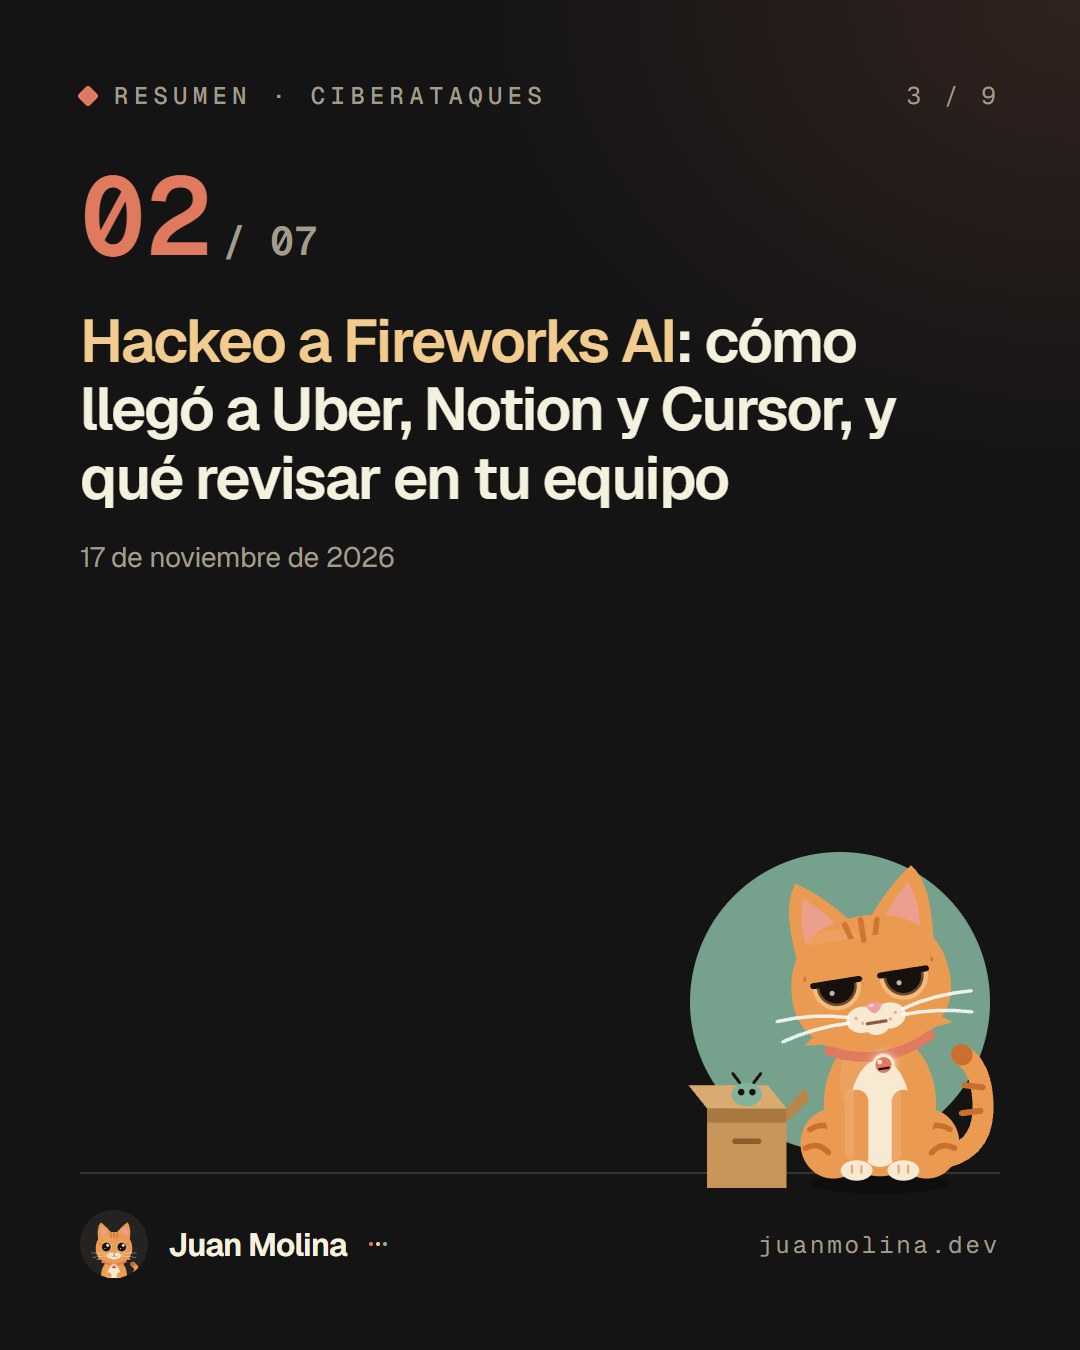 RESUMEN · CIBERATAQUES
3 / 9
02 / 07
Hackeo a Fireworks AI: cómo
llegó a Uber, Notion y Cursor, y
qué revisar en tu equipo
17 de noviembre de 2026
Juan Molina
juanmolina.dev